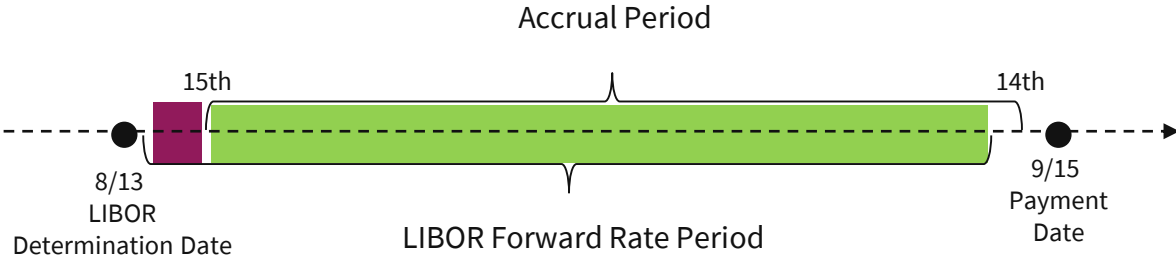 Accrual Period
15th
14th
8/13
LIBOR
Determination Date
LIBOR Forward Rate Period
9/15
Payment
Date